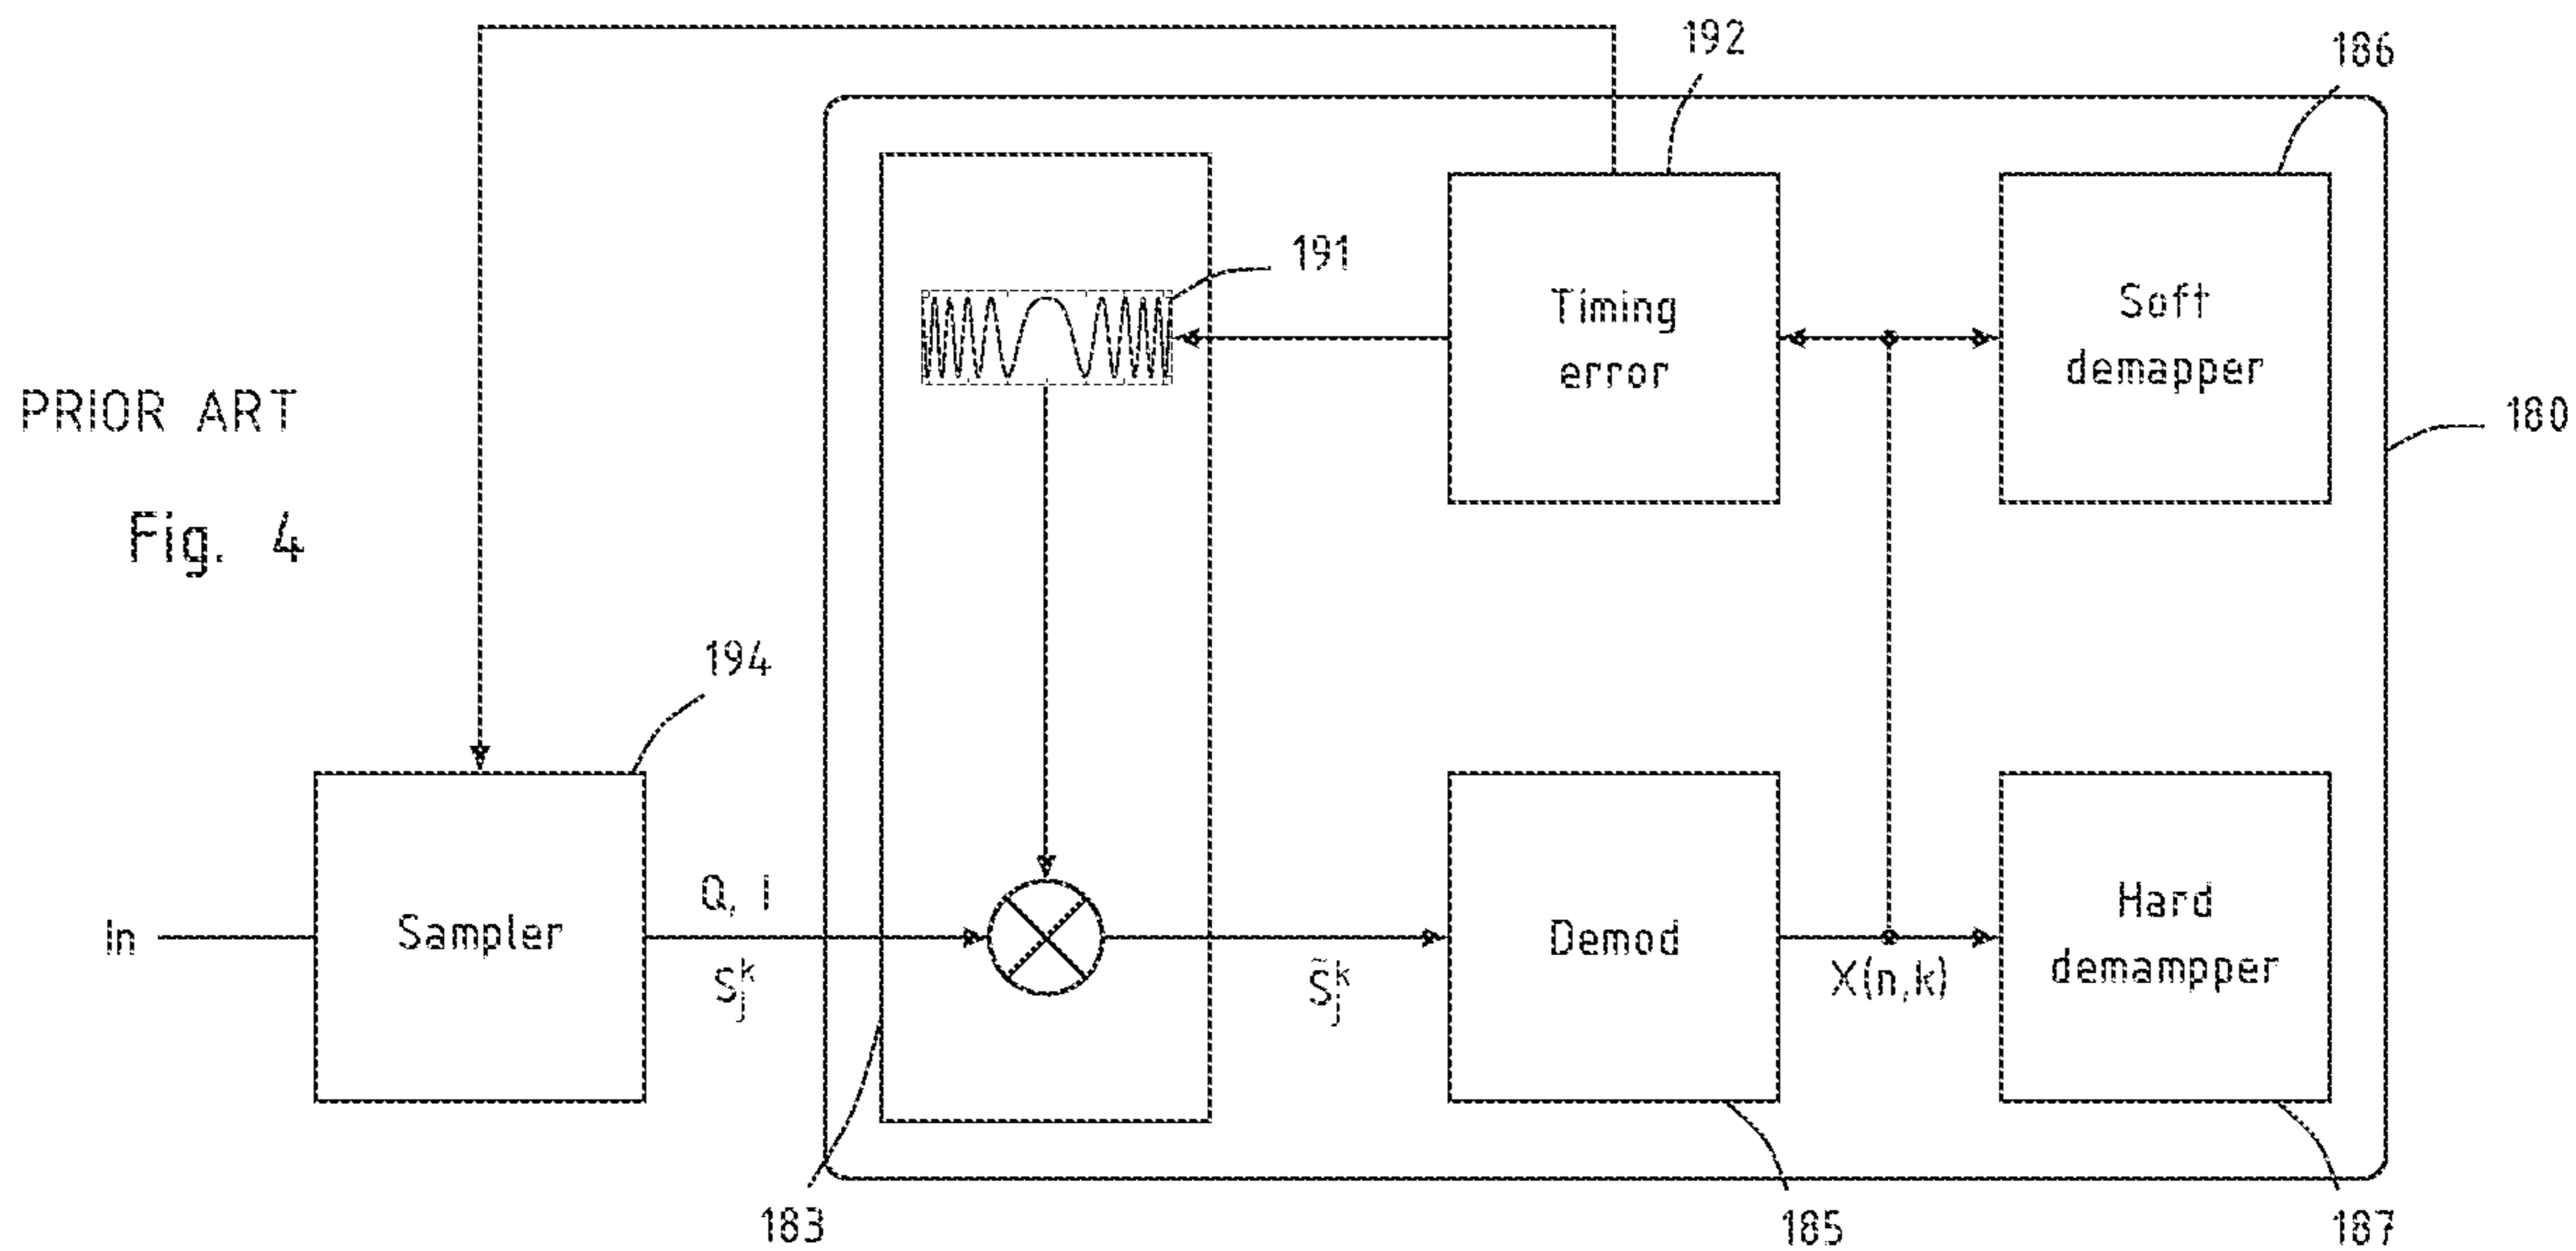 192
186
191
Timing
error
Soft
demapper
180
PRIOR ART
Fig. 4
194
In
Sampler
Q, I
S_j^k
S̃_j^k
Demod
X(n,k)
Hard
demampper
183
185
187